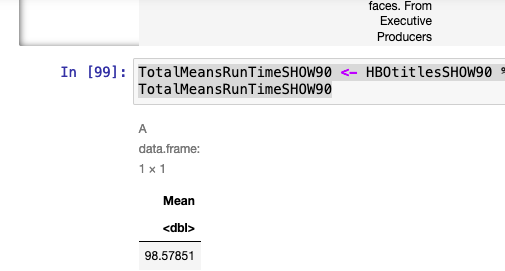 faces. From
Executive
Producers
In [99]: TotalMeansRunTimeSHOW90 <- HBOtitlesSHOW90 %
TotalMeansRunTimeSHOW90
A
data.frame:
1 × 1
Mean
<dbl>
98.57851